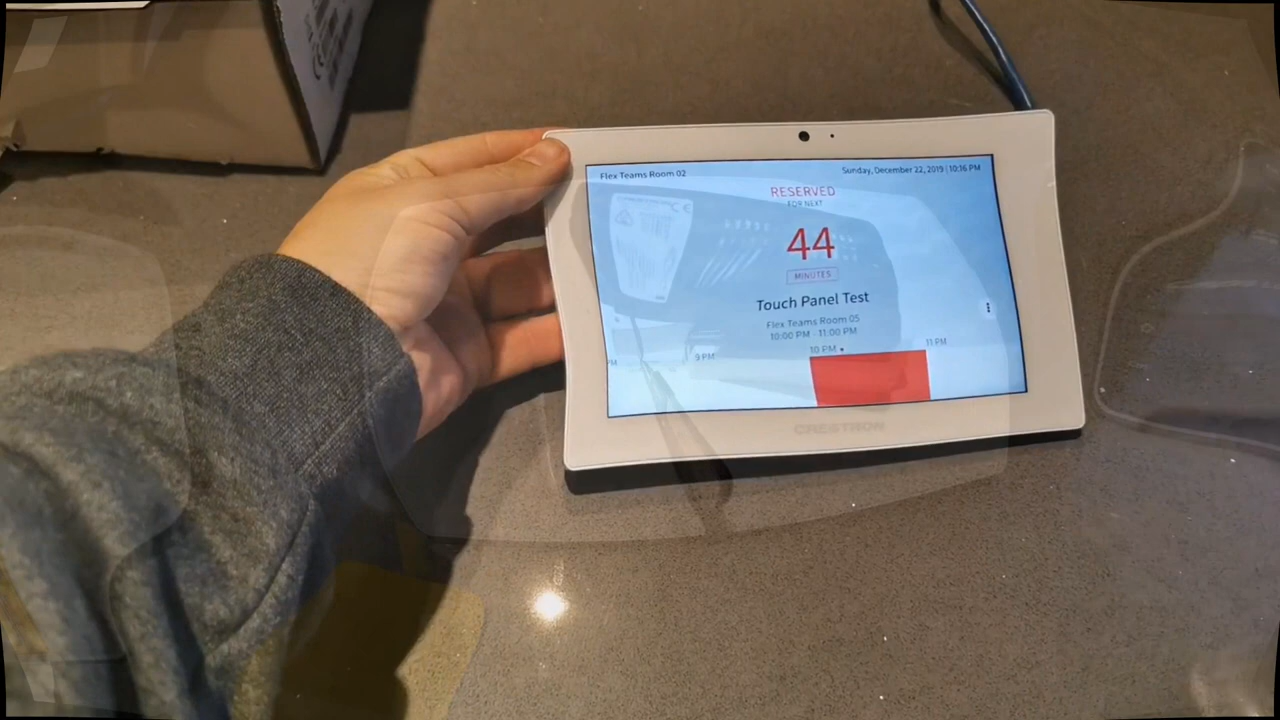 Flex Teams Room 02
Sunday, December 22, 2019 | 10:16 PM
RESERVED
FOR NEXT
44
MINUTES
Touch Panel Test
Flex Teams Room 05
10:00 PM - 11:00 PM
PM
9 PM
10 PM
11 PM
CRESTRON